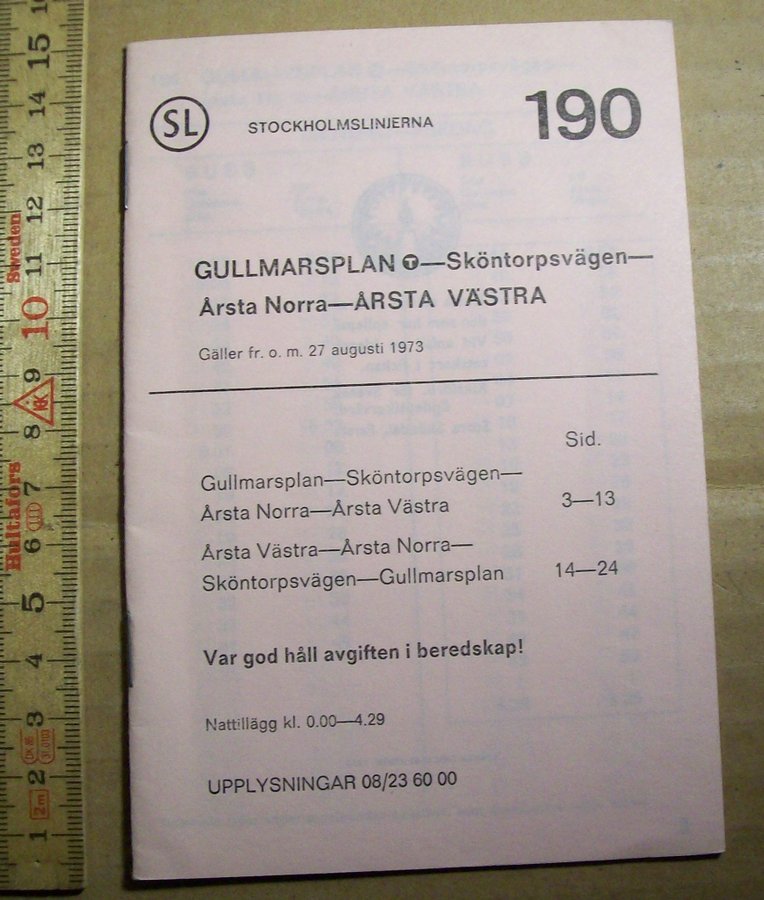 SL
STOCKHOLMSLINJERNA
190
GULLMARSPLAN T—Sköntorpsvägen—
Årsta Norra—ÅRSTA VÄSTRA
Gäller fr. o. m. 27 augusti 1973
Sid.
Gullmarsplan—Sköntorpsvägen—
Årsta Norra—Årsta Västra 3—13
Årsta Västra—Årsta Norra—
Sköntorpsvägen—Gullmarsplan 14—24
Var god håll avgiften i beredskap!
Nattillägg kl. 0.00—4.29
UPPLYSNINGAR 08/23 60 00
15
14
13
12
Sweden
11
10
9
8
7
Hultafors
6
5
4
3
2
2m
1